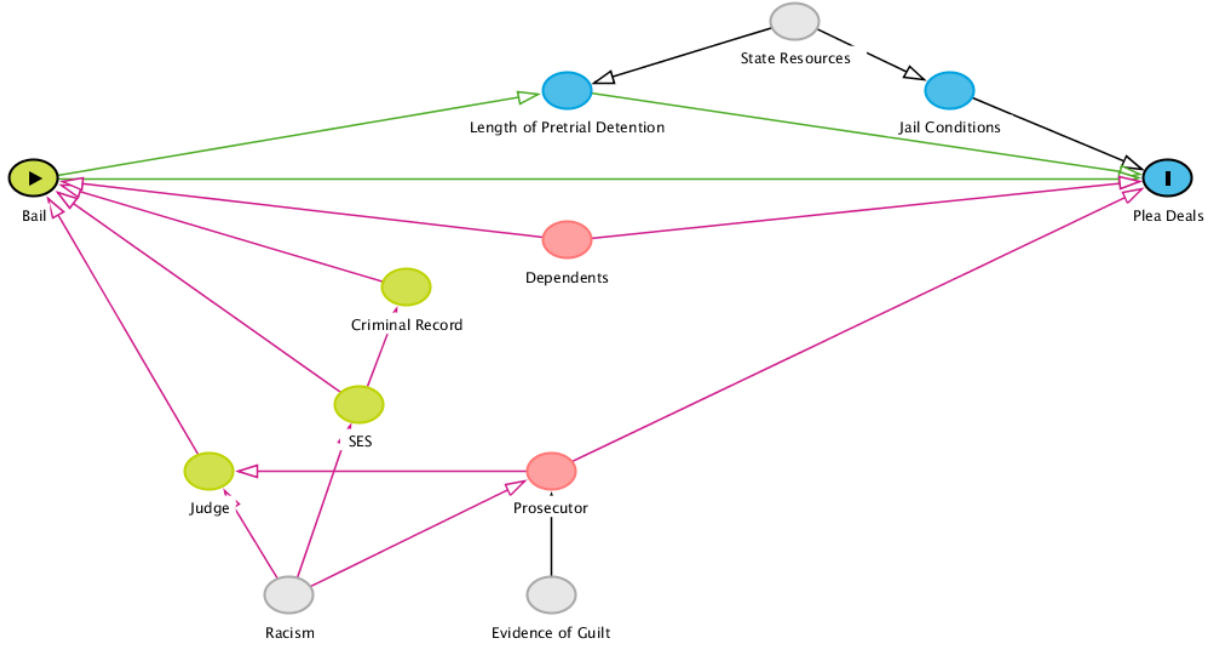 State Resources
Length of Pretrial Detention
Jail Conditions
Bail
Plea Deals
Dependents
Criminal Record
SES
Judge
Prosecutor
Racism
Evidence of Guilt